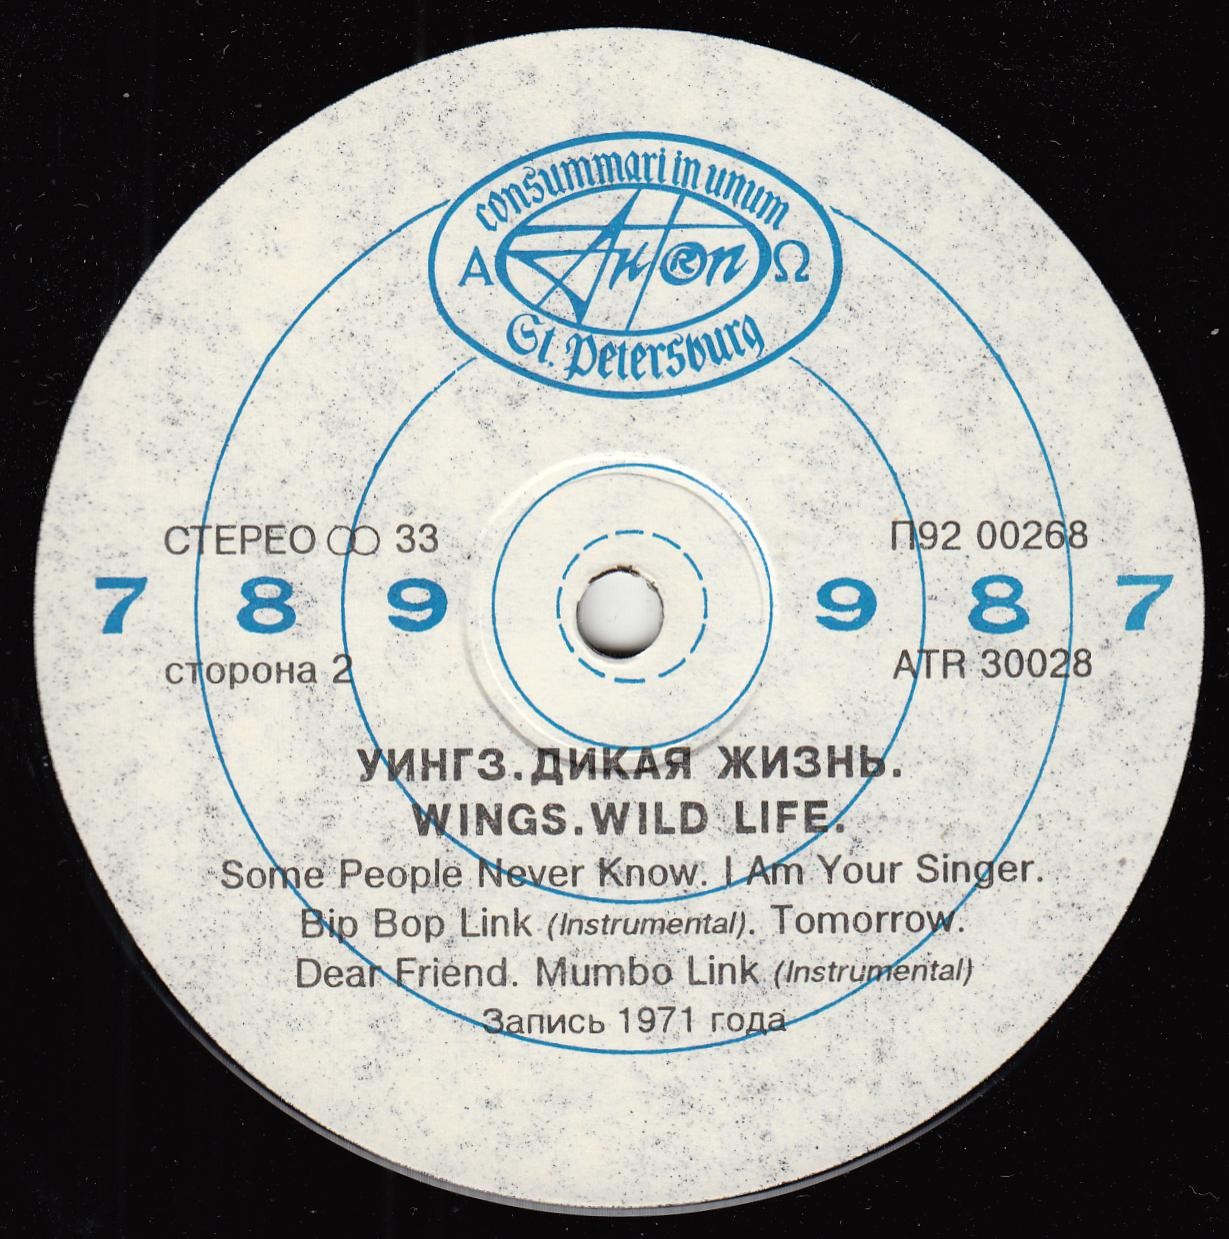 consummari in unum
A Ант®n Ω
St. Petersburg
СТЕРЕО 33
П92 00268
7 8 9 9 8 7
сторона 2
ATR 30028
УИНГЗ.ДИКАЯ ЖИЗНЬ.
WINGS.WILD LIFE.
Some People Never Know. I Am Your Singer.
Bip Bop Link (Instrumental). Tomorrow.
Dear Friend. Mumbo Link (Instrumental)
Запись 1971 года